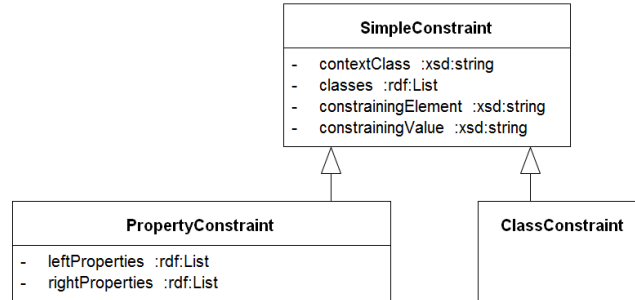 SimpleConstraint
- contextClass :xsd:string
- classes :rdf:List
- constrainingElement :xsd:string
- constrainingValue :xsd:string
PropertyConstraint
- leftProperties :rdf:List
- rightProperties :rdf:List
ClassConstraint